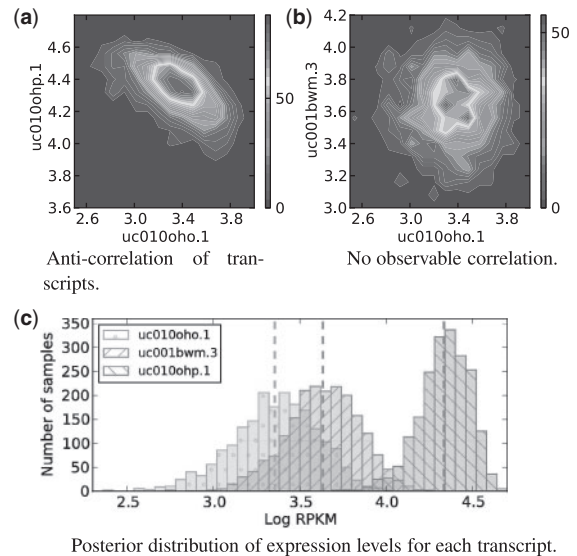 (a)
4.6
4.4
4.2
4.0
3.8
3.6
uc010ohp.1
2.6 3.0 3.4 3.8
uc010oho.1
50
0
Anti-correlation of tran-
scripts.
(b)
4.2
4.0
3.8
3.6
3.4
3.2
3.0
uc001bwm.3
2.6 3.0 3.4 3.8
uc010oho.1
50
0
No observable correlation.
(c)
350
300
250
200
150
100
50
0
Number of samples
uc010oho.1
uc001bwm.3
uc010ohp.1
2.5 3.0 3.5 4.0 4.5
Log RPKM
Posterior distribution of expression levels for each transcript.